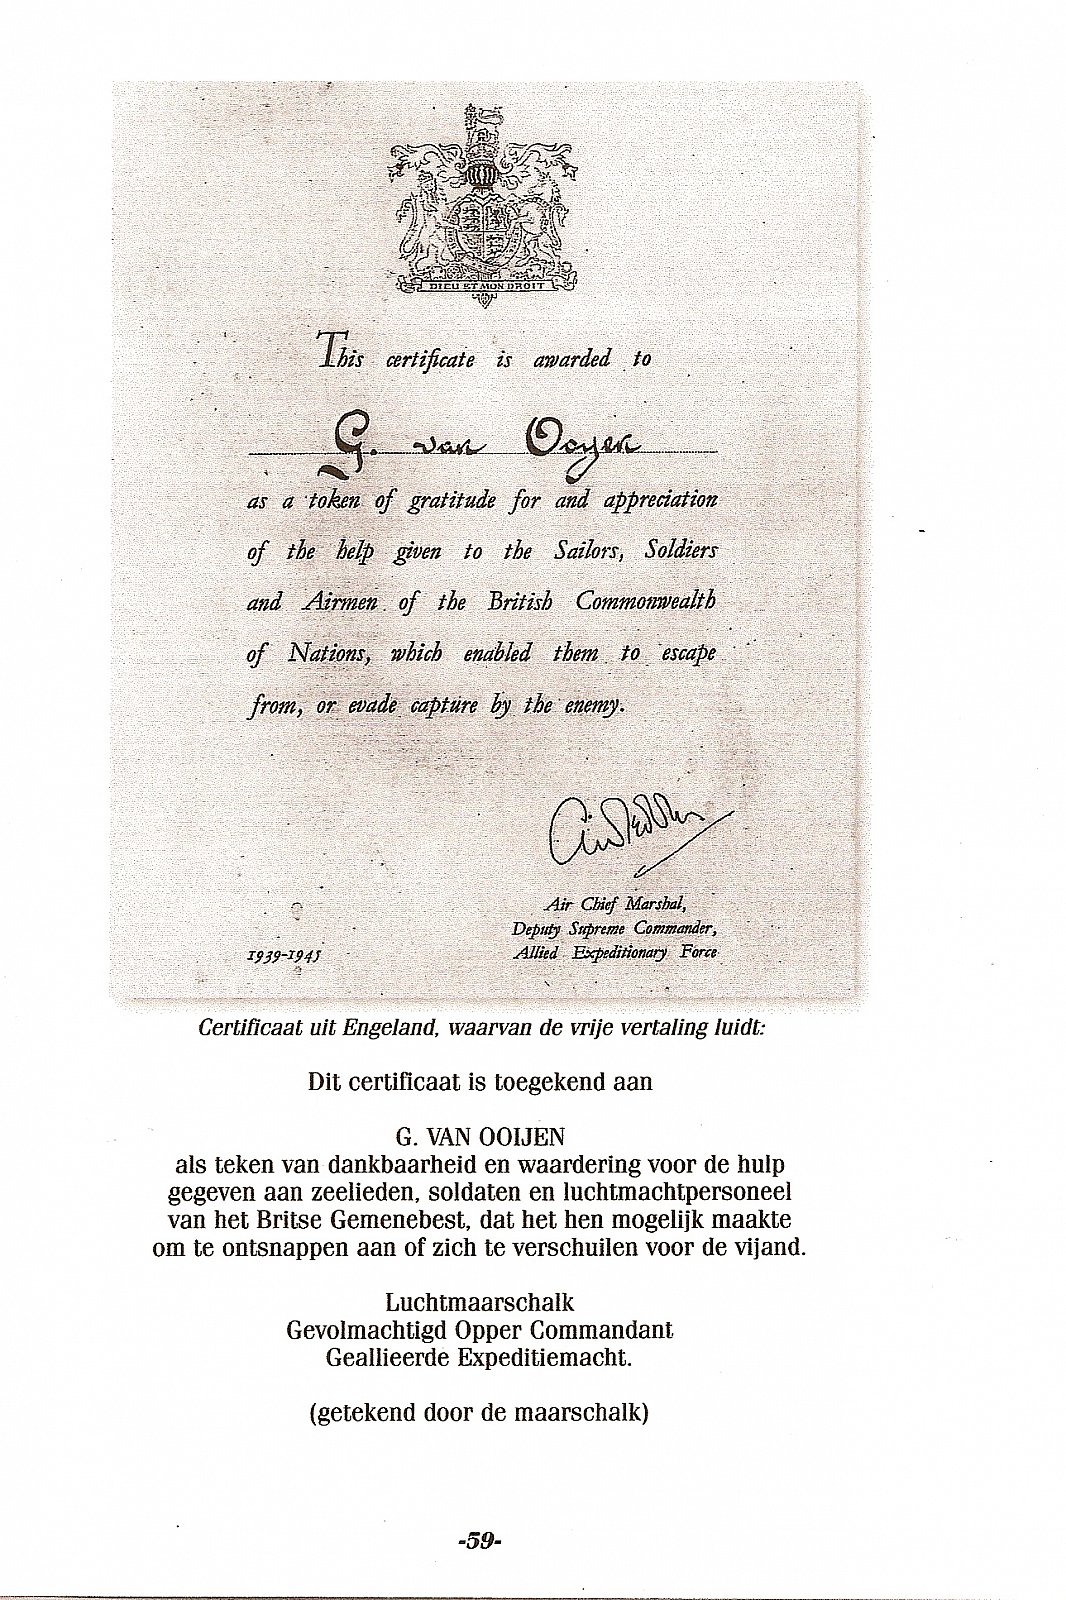 DIEU ET MON DROIT
This certificate is awarded to
G. van Ooyen
as a token of gratitude for and appreciation
of the help given to the Sailors, Soldiers
and Airmen of the British Commonwealth
of Nations, which enabled them to escape
from, or evade capture by the enemy.
Air Chief Marshal,
Deputy Supreme Commander,
Allied Expeditionary Force
1939-1945
Certificaat uit Engeland, waarvan de vrije vertaling luidt:
Dit certificaat is toegekend aan
G. VAN OOIJEN
als teken van dankbaarheid en waardering voor de hulp
gegeven aan zeelieden, soldaten en luchtmachtpersoneel
van het Britse Gemenebest, dat het hen mogelijk maakte
om te ontsnappen aan of zich te verschuilen voor de vijand.
Luchtmaarschalk
Gevolmachtigd Opper Commandant
Geallieerde Expeditiemacht.
(getekend door de maarschalk)
-59-